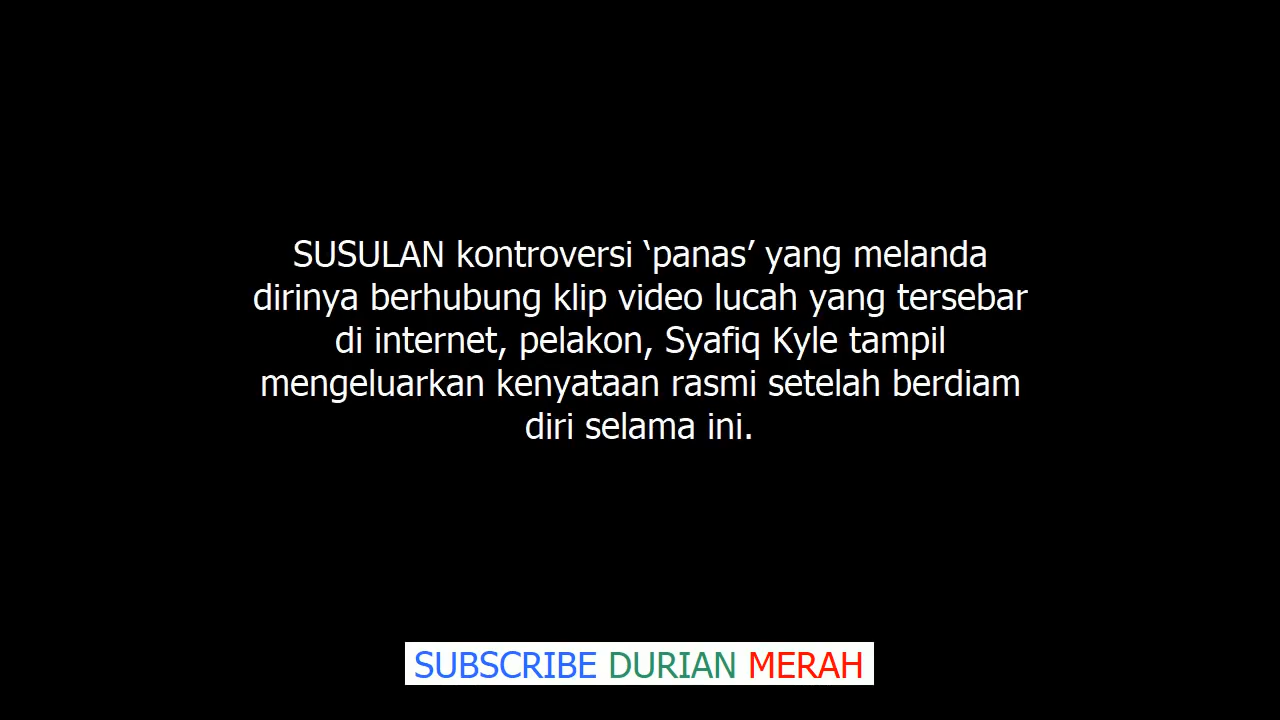 SUSULAN kontroversi ‘panas’ yang melanda
dirinya berhubung klip video lucah yang tersebar
di internet, pelakon, Syafiq Kyle tampil
mengeluarkan kenyataan rasmi setelah berdiam
diri selama ini.
SUBSCRIBE DURIAN MERAH